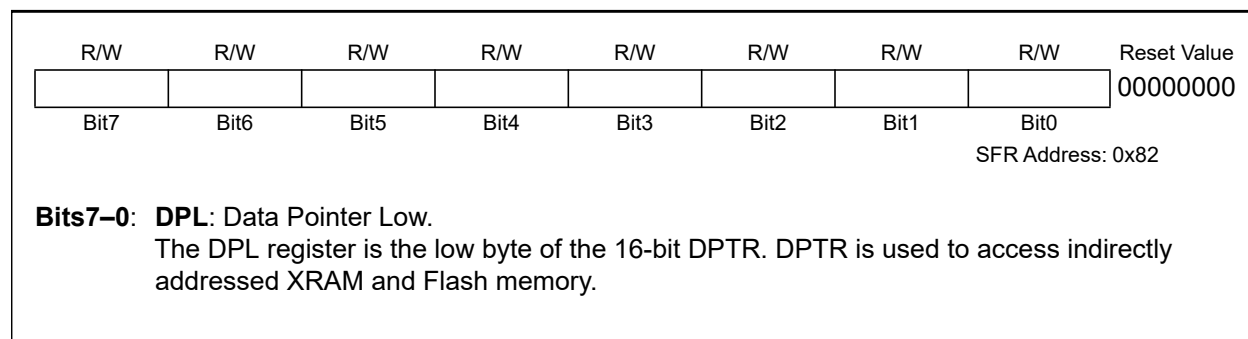 R/W R/W R/W R/W R/W R/W R/W R/W Reset Value
00000000
Bit7 Bit6 Bit5 Bit4 Bit3 Bit2 Bit1 Bit0
SFR Address: 0x82
Bits7–0: DPL: Data Pointer Low.
The DPL register is the low byte of the 16-bit DPTR. DPTR is used to access indirectly
addressed XRAM and Flash memory.